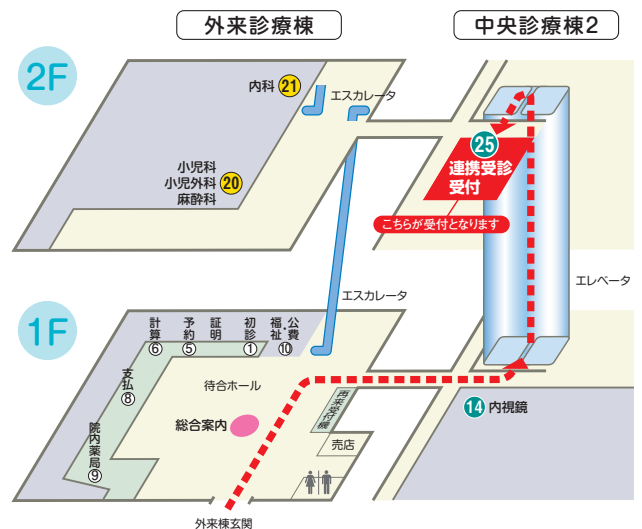 外来診療棟
中央診療棟2
2F
内科 21
エスカレータ
小児科
小児外科 20
麻酔科
25
連携受診
受付
こちらが受付となります
エレベータ
1F
エスカレータ
計算⑥
予約⑤
証明
初診①
福祉・公費⑩
支払⑧
院内薬局⑨
待合ホール
総合案内
再来受付機
売店
14 内視鏡
外来棟玄関